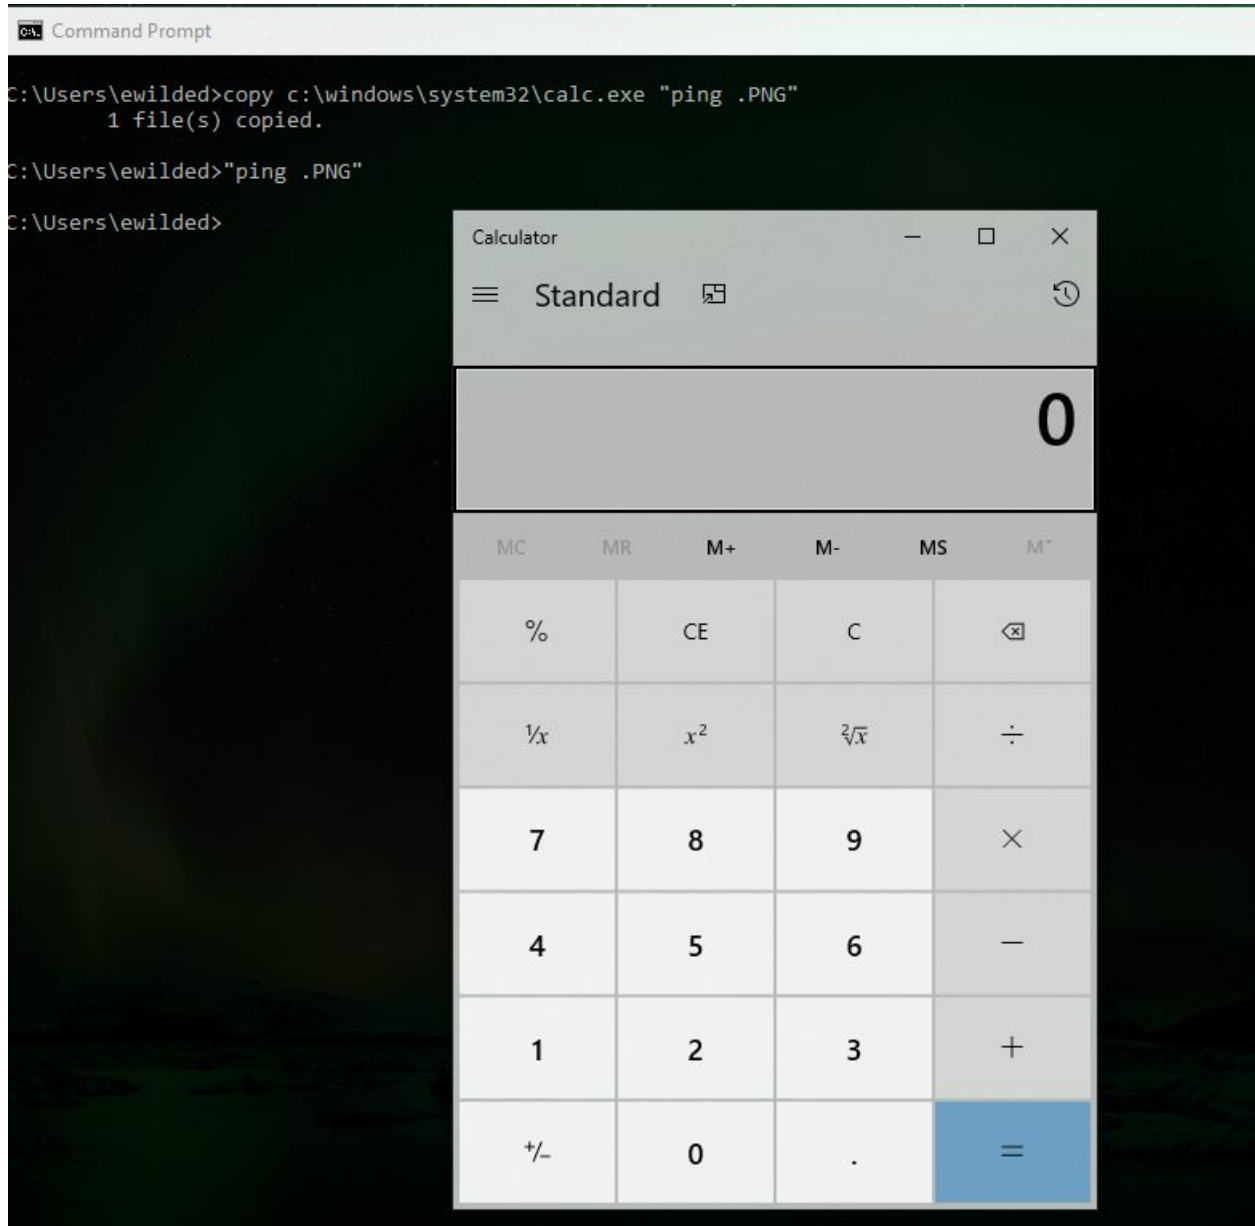 Command Prompt
C:\Users\ewilded>copy c:\windows\system32\calc.exe "ping .PNG"
1 file(s) copied.
C:\Users\ewilded>"ping .PNG"
C:\Users\ewilded>
Calculator
Standard
0
MC MR M+ M- MS M˅
% CE C
¹/x x² ²√x ÷
7 8 9 ×
4 5 6 −
1 2 3 +
+/− 0 . =